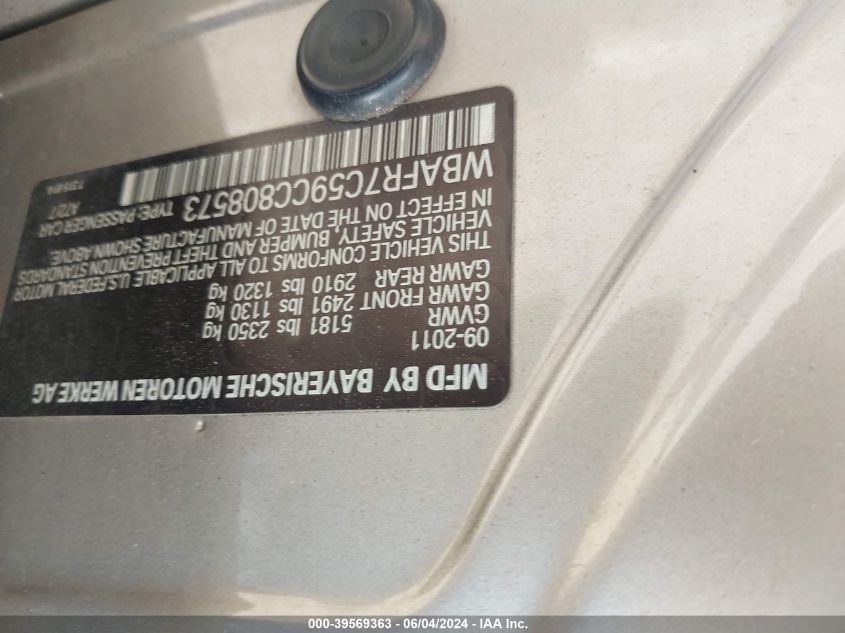 MFD BY BAYERISCHE MOTOREN WERKE AG
09-2011
GVWR 5181 lbs 2350 kg
GAWR FRONT 2491 lbs 1130 kg
GAWR REAR 2910 lbs 1320 kg
THIS VEHICLE CONFORMS TO ALL APPLICABLE U.S.FEDERAL MOTOR
VEHICLE SAFETY, BUMPER AND THEFT PREVENTION STANDARDS
IN EFFECT ON THE DATE OF MANUFACTURE SHOWN ABOVE.
WBAFR7C59CC808573 TYPE: PASSENGER CAR
A72/7
000-39569363 - 06/04/2024 - IAA Inc.